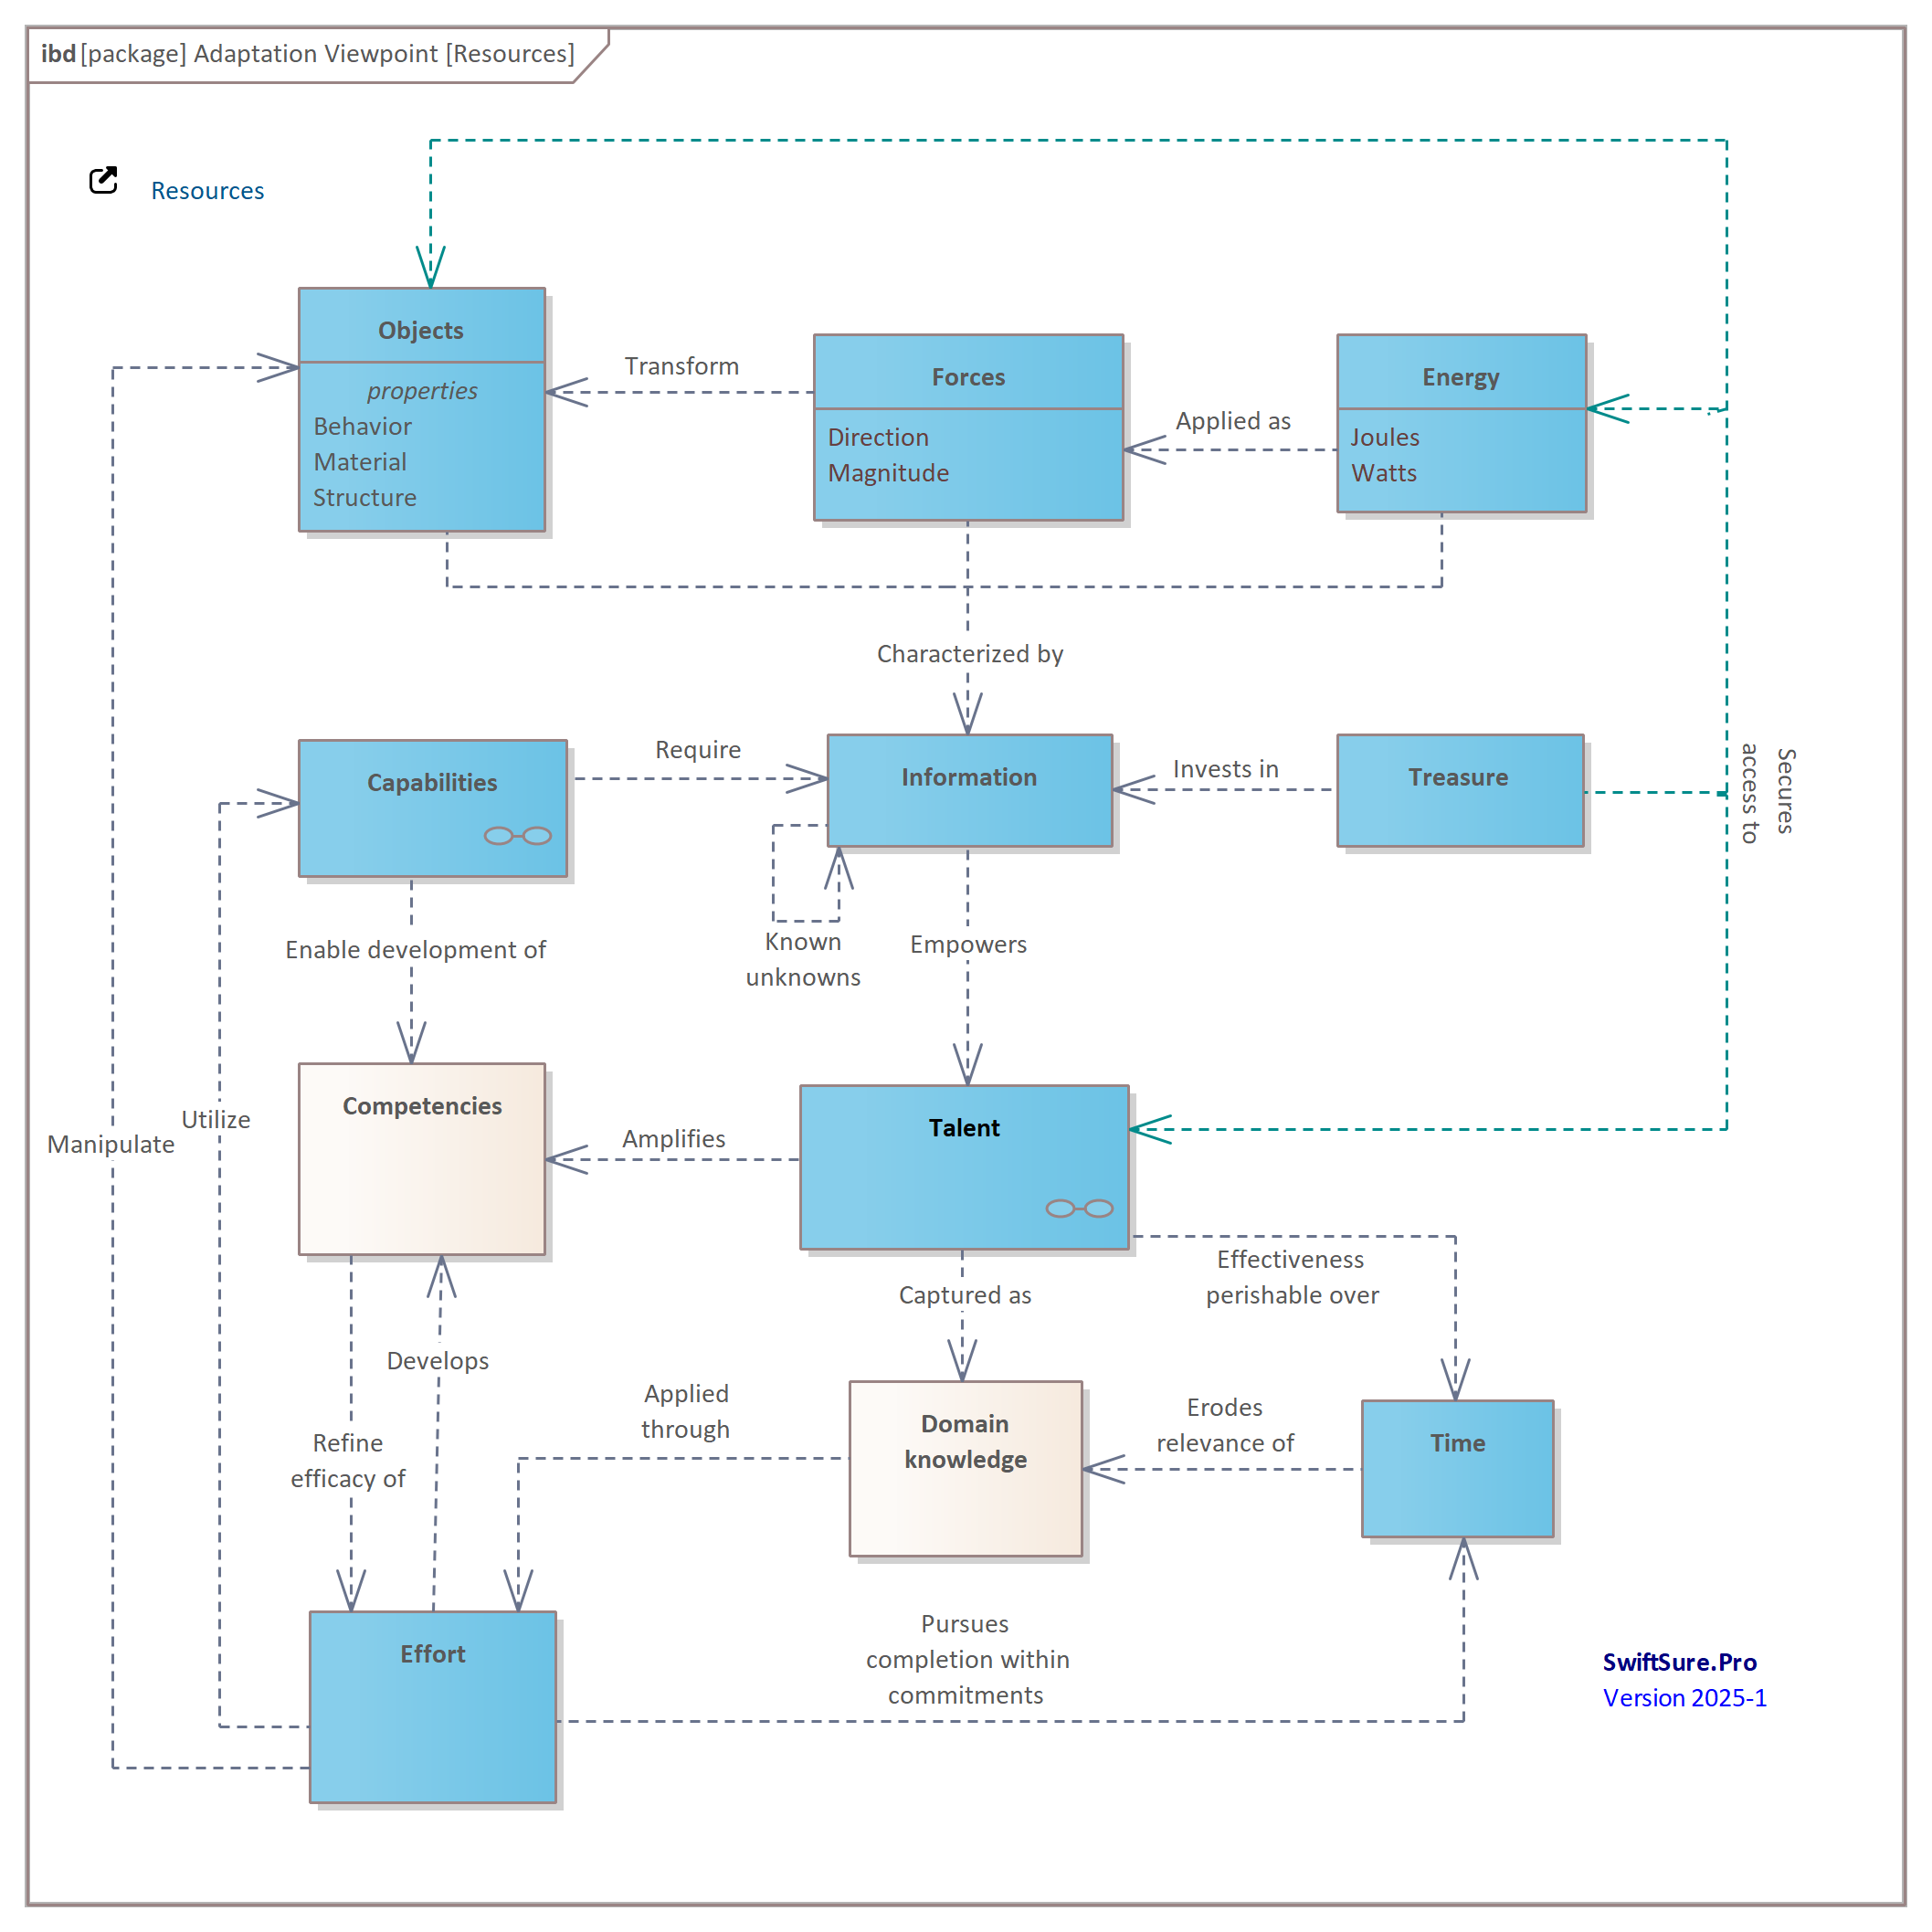 ibd [package] Adaptation Viewpoint [Resources]
Resources
Objects
properties
Behavior
Material
Structure
Transform
Forces
Direction
Magnitude
Applied as
Energy
Joules
Watts
Characterized by
Capabilities
Require
Information
Invests in
Treasure
Secures
access to
Enable development of
Known
unknowns
Empowers
Competencies
Utilize
Manipulate
Amplifies
Talent
Effectiveness
perishable over
Captured as
Develops
Refine
efficacy of
Applied
through
Domain
knowledge
Erodes
relevance of
Time
Effort
Pursues
completion within
commitments
SwiftSure.Pro
Version 2025-1